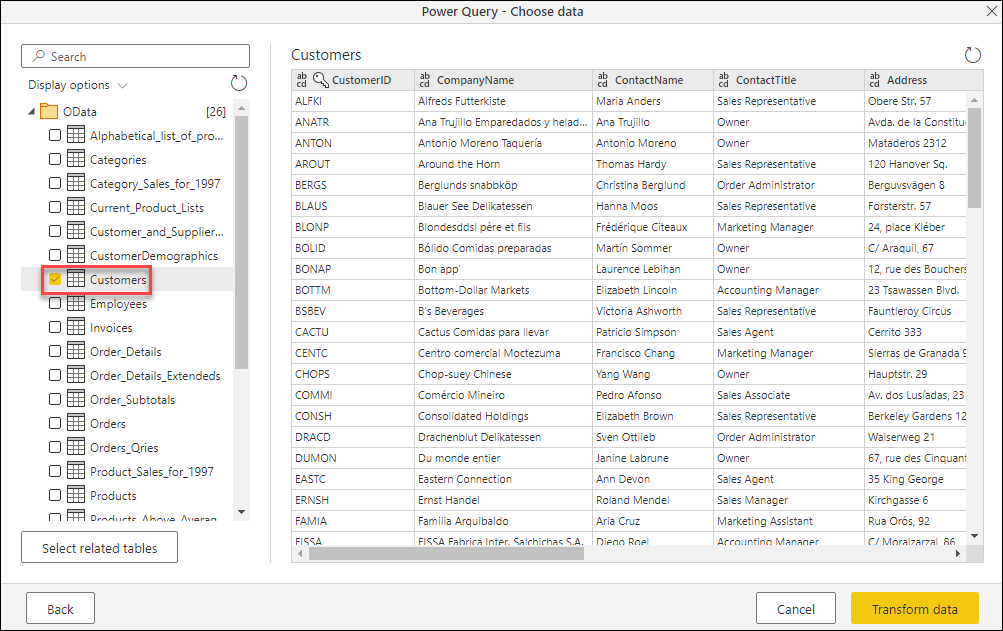 Power Query - Choose data
Search
Display options
OData [26]
Alphabetical_list_of_pro...
Categories
Category_Sales_for_1997
Current_Product_Lists
Customer_and_Supplier...
CustomerDemographics
Customers
Employees
Invoices
Order_Details
Order_Details_Extendeds
Order_Subtotals
Orders
Orders_Qries
Product_Sales_for_1997
Products
Products_Above_Averag...
Select related tables
Customers
abcd CustomerID abcd CompanyName abcd ContactName abcd ContactTitle abcd Address
ALFKI Alfreds Futterkiste Maria Anders Sales Representative Obere Str. 57
ANATR Ana Trujillo Emparedados y helad... Ana Trujillo Owner Avda. de la Constitu
ANTON Antonio Moreno Taquería Antonio Moreno Owner Mataderos 2312
AROUT Around the Horn Thomas Hardy Sales Representative 120 Hanover Sq.
BERGS Berglunds snabbköp Christina Berglund Order Administrator Berguvsvägen 8
BLAUS Blauer See Delikatessen Hanna Moos Sales Representative Forsterstr. 57
BLONP Blondesddsl père et fils Frédérique Citeaux Marketing Manager 24, place Kléber
BOLID Bólido Comidas preparadas Martín Sommer Owner C/ Araquil, 67
BONAP Bon app' Laurence Lebihan Owner 12, rue des Bouchers
BOTTM Bottom-Dollar Markets Elizabeth Lincoln Accounting Manager 23 Tsawassen Blvd.
BSBEV B's Beverages Victoria Ashworth Sales Representative Fauntleroy Circus
CACTU Cactus Comidas para llevar Patricio Simpson Sales Agent Cerrito 333
CENTC Centro comercial Moctezuma Francisco Chang Marketing Manager Sierras de Granada 9
CHOPS Chop-suey Chinese Yang Wang Owner Hauptstr. 29
COMMI Comércio Mineiro Pedro Afonso Sales Associate Av. dos Lusíadas, 23
CONSH Consolidated Holdings Elizabeth Brown Sales Representative Berkeley Gardens 12
DRACD Drachenblut Delikatessen Sven Ottlieb Order Administrator Walserweg 21
DUMON Du monde entier Janine Labrune Owner 67, rue des Cinquant
EASTC Eastern Connection Ann Devon Sales Agent 35 King George
ERNSH Ernst Handel Roland Mendel Sales Manager Kirchgasse 6
FAMIA Familia Arquibaldo Aria Cruz Marketing Assistant Rua Orós, 92
FISSA FISSA Fabrica Inter. Salchichas S.A. Diego Roel Accounting Manager C/ Moralzarzal, 86
Back
Cancel
Transform data